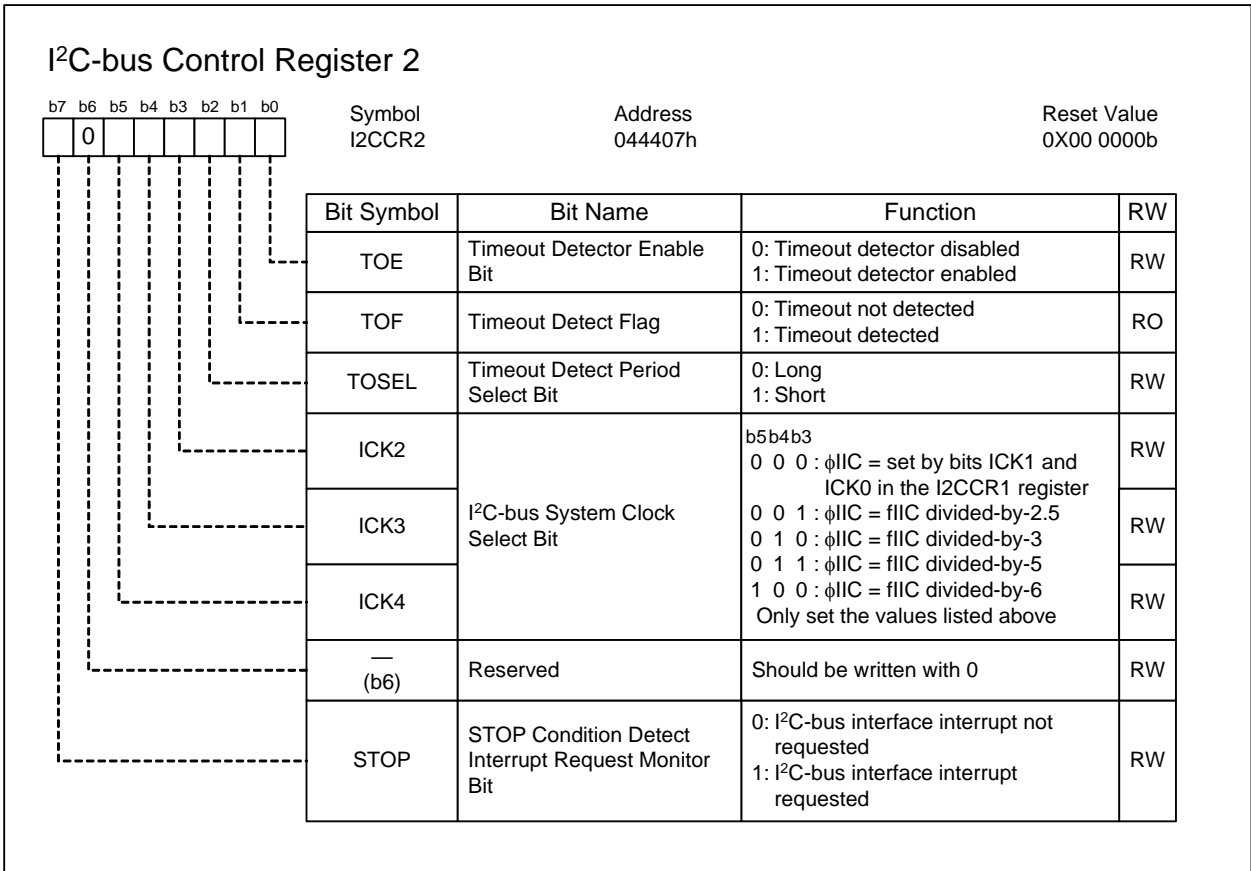 I²C-bus Control Register 2
b7 b6 b5 b4 b3 b2 b1 b0
0
Symbol Address Reset Value
I2CCR2 044407h 0X00 0000b
Bit Symbol Bit Name Function RW
TOE
Timeout Detector Enable
Bit
0: Timeout detector disabled
1: Timeout detector enabled
RW
TOF
Timeout Detect Flag
0: Timeout not detected
1: Timeout detected
RO
TOSEL
Timeout Detect Period
Select Bit
0: Long
1: Short
RW
ICK2
ICK3
ICK4
I²C-bus System Clock
Select Bit
b5b4b3
0 0 0 : ϕIIC = set by bits ICK1 and
ICK0 in the I2CCR1 register
0 0 1 : ϕIIC = fIIC divided-by-2.5
0 1 0 : ϕIIC = fIIC divided-by-3
0 1 1 : ϕIIC = fIIC divided-by-5
1 0 0 : ϕIIC = fIIC divided-by-6
Only set the values listed above
RW
RW
RW
—
(b6)
Reserved
Should be written with 0
RW
STOP
STOP Condition Detect
Interrupt Request Monitor
Bit
0: I²C-bus interface interrupt not
requested
1: I²C-bus interface interrupt
requested
RW